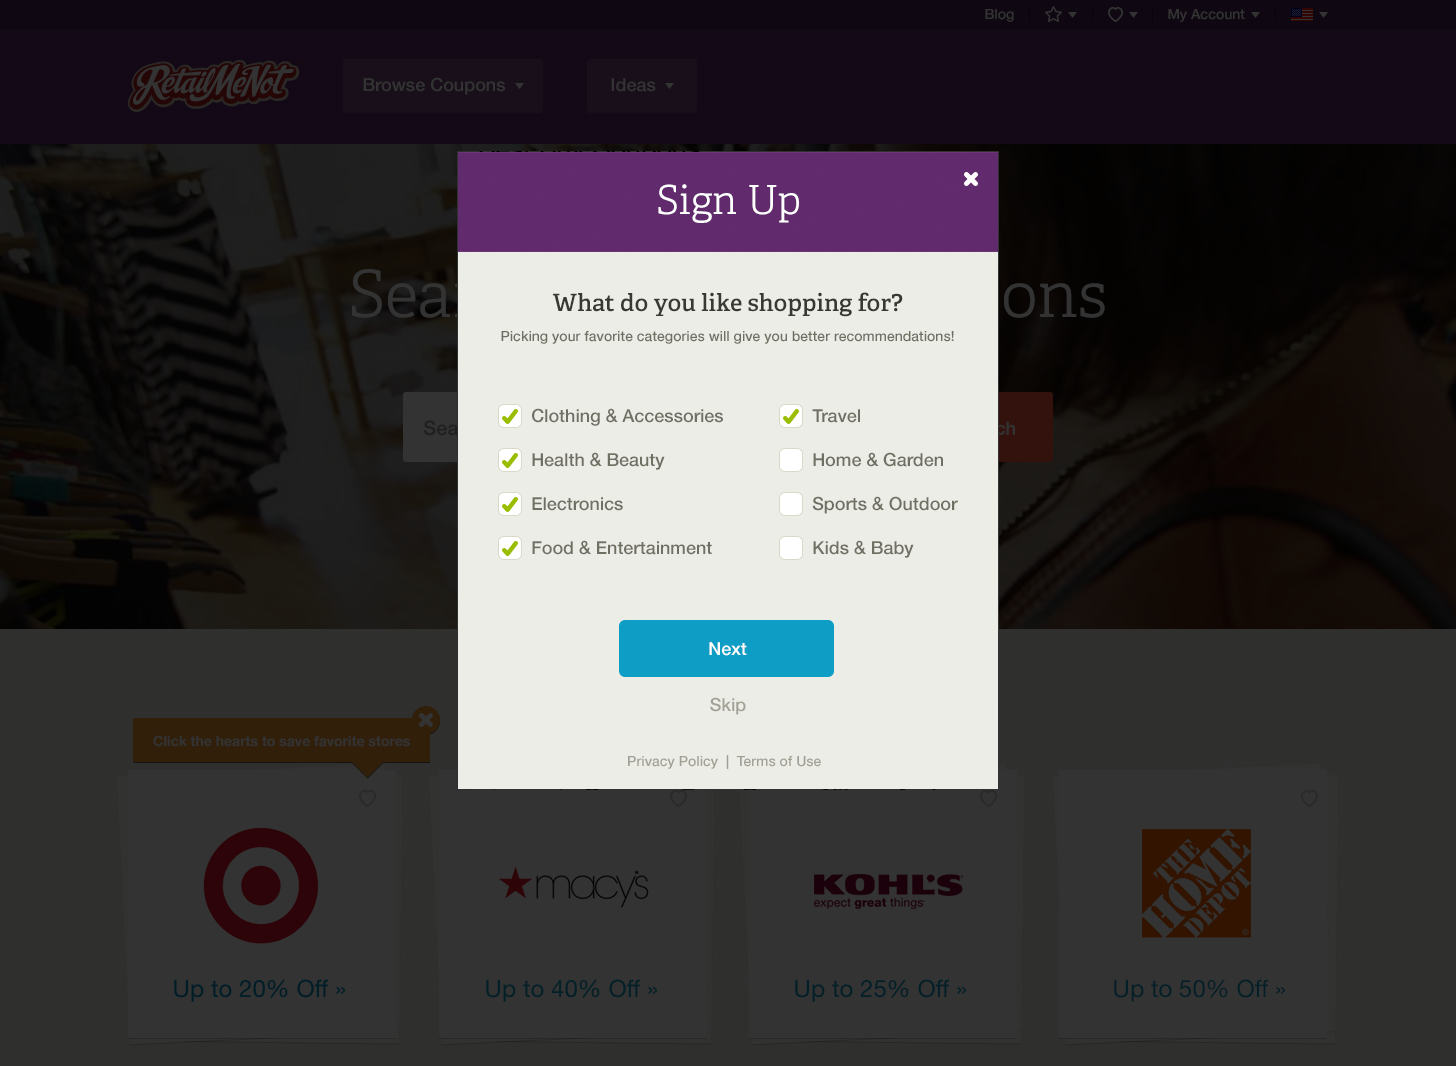 Blog
My Account
RetailMeNot
Browse Coupons
Ideas
Sign Up
What do you like shopping for?
Picking your favorite categories will give you better recommendations!
Clothing & Accessories
Travel
Health & Beauty
Home & Garden
Electronics
Sports & Outdoor
Food & Entertainment
Kids & Baby
Next
Skip
Privacy Policy | Terms of Use
Click the hearts to save favorite stores
macy's
KOHL'S
expect great things
THE
HOME
DEPOT
Up to 20% Off »
Up to 40% Off »
Up to 25% Off »
Up to 50% Off »